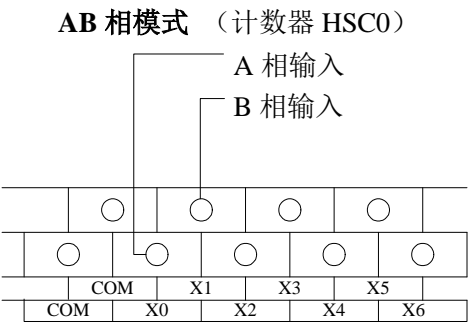 AB 相模式 （计数器 HSC0）
A 相输入
B 相输入
COM X1 X3 X5
COM X0 X2 X4 X6